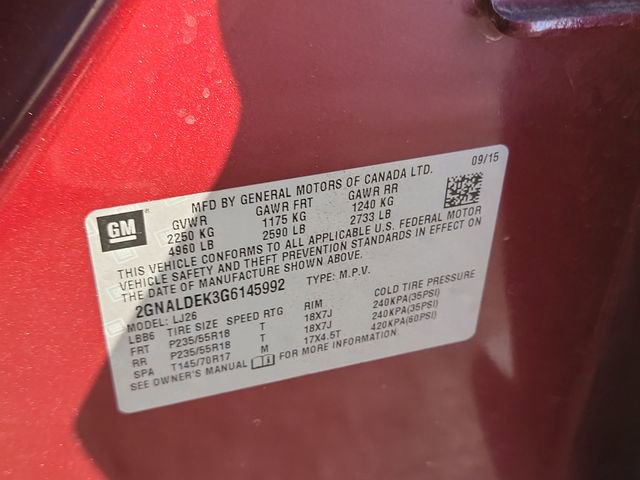 09/15
GM
MFD BY GENERAL MOTORS OF CANADA LTD.
GVWR GAWR FRT GAWR RR
2250 KG 1175 KG 1240 KG
4960 LB 2590 LB 2733 LB
THIS VEHICLE CONFORMS TO ALL APPLICABLE U.S. FEDERAL MOTOR
VEHICLE SAFETY AND THEFT PREVENTION STANDARDS IN EFFECT ON
THE DATE OF MANUFACTURE SHOWN ABOVE.
2GNALDEK3G6145992 TYPE: M.P.V.
MODEL: LJ26
LBB6 TIRE SIZE SPEED RTG RIM COLD TIRE PRESSURE
FRT P235/55R18 T 18X7J 240KPA(35PSI)
RR P235/55R18 T 18X7J 240KPA(35PSI)
SPA T145/70R17 M 17X4.5T 420KPA(60PSI)
SEE OWNER'S MANUAL FOR MORE INFORMATION.